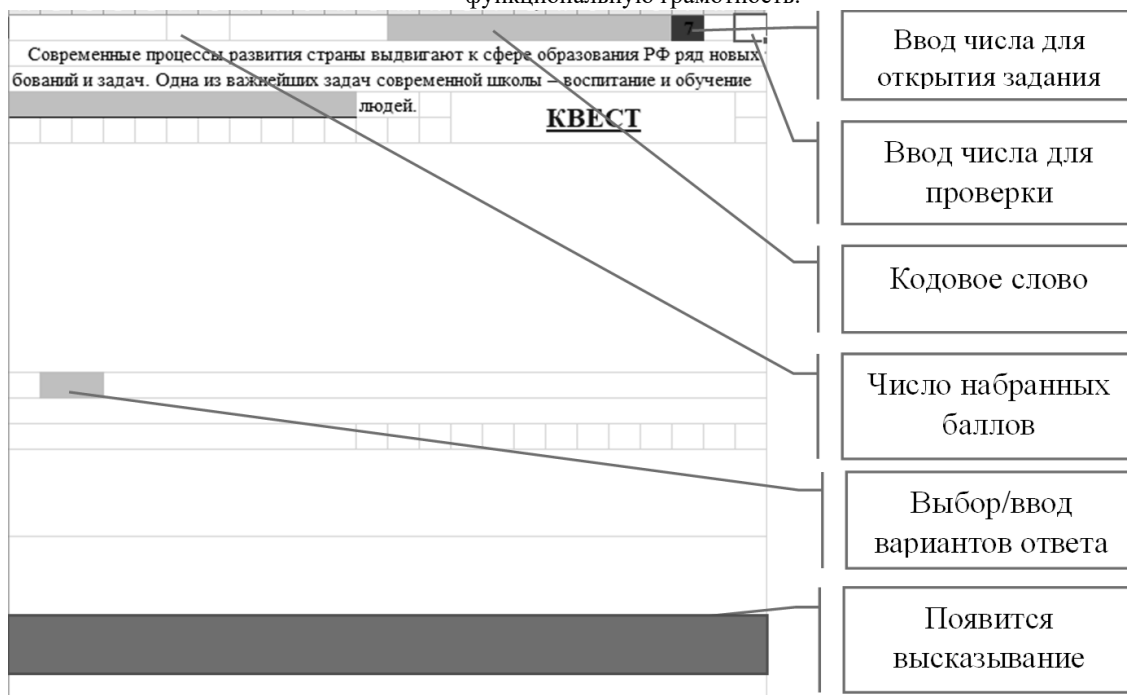 функциональную грамотность.
7
Современные процессы развития страны выдвигают к сфере образования РФ ряд новых
бований и задач. Одна из важнейших задач современной школы – воспитание и обучение
людей.
КВЕСТ
Ввод числа для
открытия задания
Ввод числа для
проверки
Кодовое слово
Число набранных
баллов
Выбор/ввод
вариантов ответа
Появится
высказывание